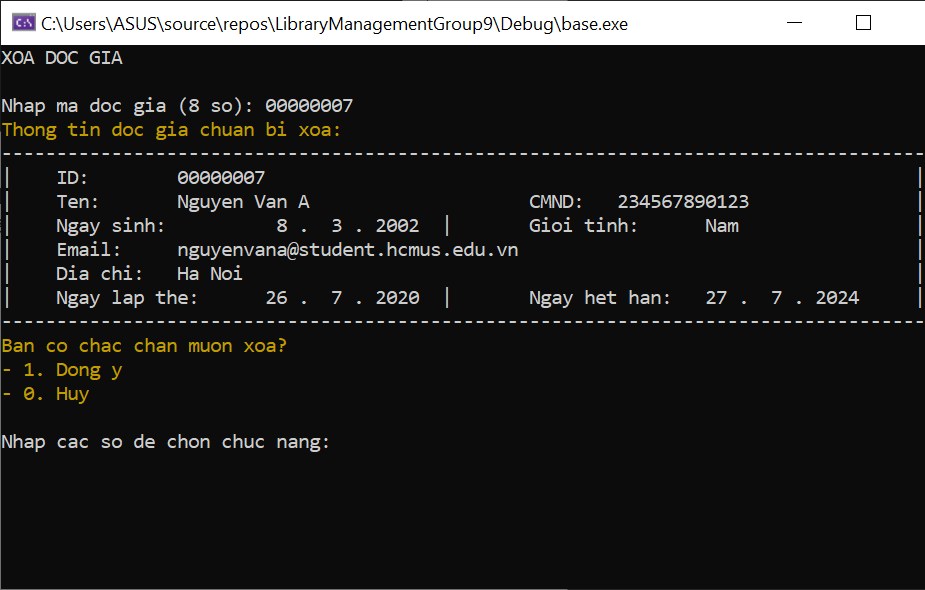 C:\Users\ASUS\source\repos\LibraryManagementGroup9\Debug\base.exe
XOA DOC GIA
Nhap ma doc gia (8 so): 00000007
Thong tin doc gia chuan bi xoa:
------------------------------------------------------------------------------------
| ID: 00000007 |
| Ten: Nguyen Van A CMND: 234567890123 |
| Ngay sinh: 8 . 3 . 2002 | Gioi tinh: Nam |
| Email: nguyenvana@student.hcmus.edu.vn |
| Dia chi: Ha Noi |
| Ngay lap the: 26 . 7 . 2020 | Ngay het han: 27 . 7 . 2024 |
------------------------------------------------------------------------------------
Ban co chac chan muon xoa?
- 1. Dong y
- 0. Huy
Nhap cac so de chon chuc nang: